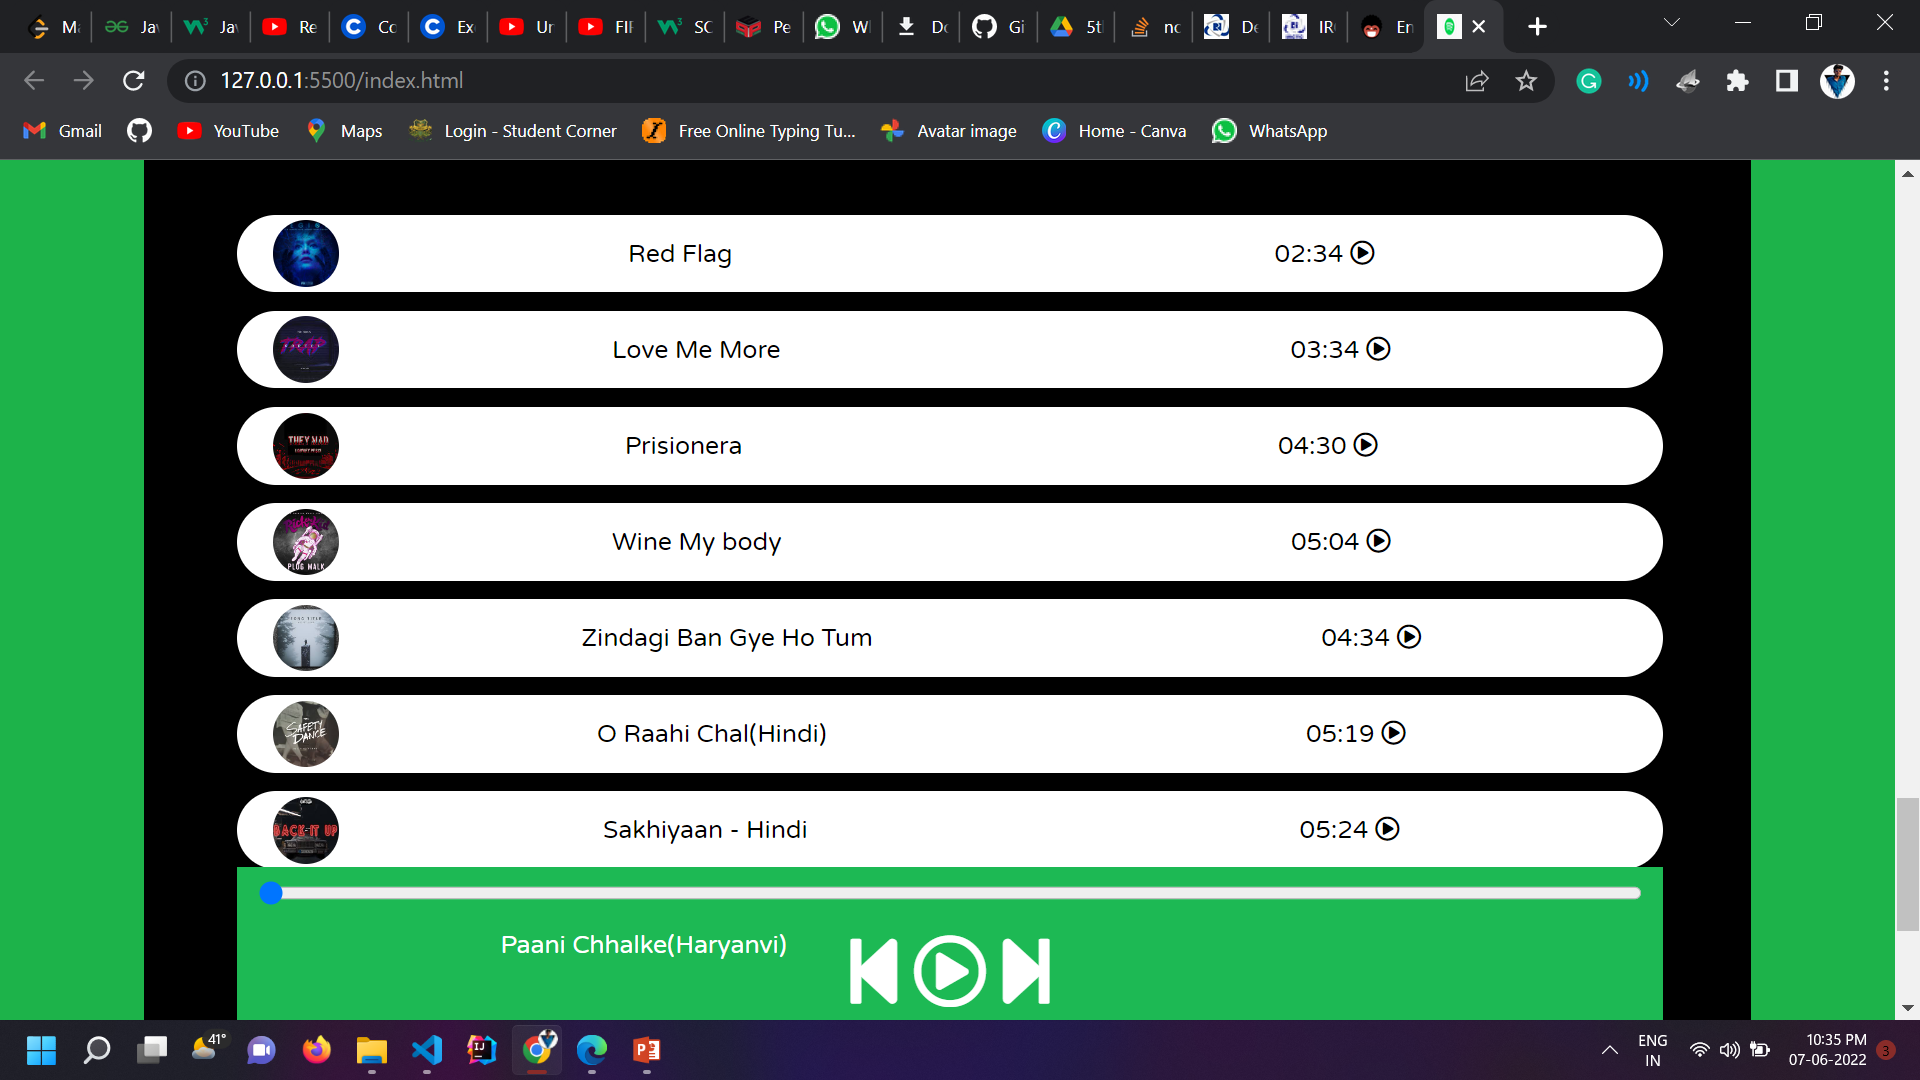 M
Ja
Ja
Re
Co
Ex
Ur
FIF
SC
Pe
W
Do
Gi
5t
nc
De
IR
En
127.0.0.1:5500/index.html
Gmail
YouTube
Maps
Login - Student Corner
Free Online Typing Tu...
Avatar image
Home - Canva
WhatsApp
Red Flag
02:34
Love Me More
03:34
THEY MAD
Prisionera
04:30
PLUG WALK
Wine My body
05:04
Zindagi Ban Gye Ho Tum
04:34
SAFETY
DANCE
O Raahi Chal(Hindi)
05:19
BACK IT UP
Sakhiyaan - Hindi
05:24
Paani Chhalke(Haryanvi)
41°
ENG
IN
10:35 PM
07-06-2022
3